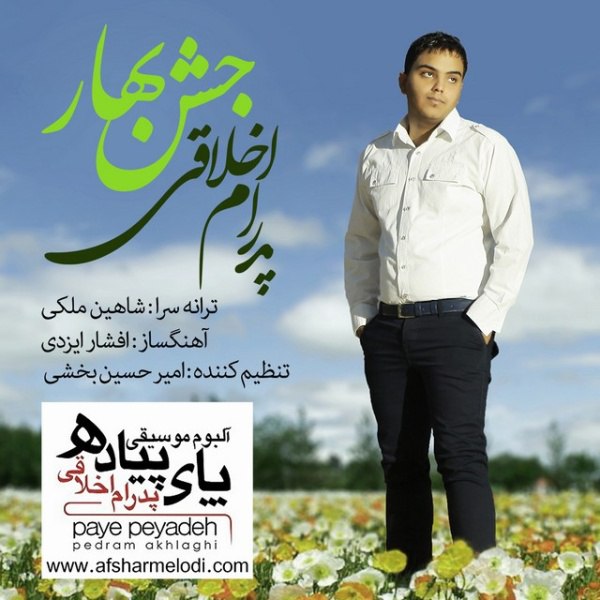 جشن بهار
پدرام اخلاقی
ترانه سرا : شاهین ملکی
آهنگساز : افشار ایزدی
تنظیم کننده : امیر حسین بخشی
آلبوم موسیقی
پای پیاده
پدرام اخلاقی
paye peyadeh
pedram akhlaghi
www.afsharmelodi.com